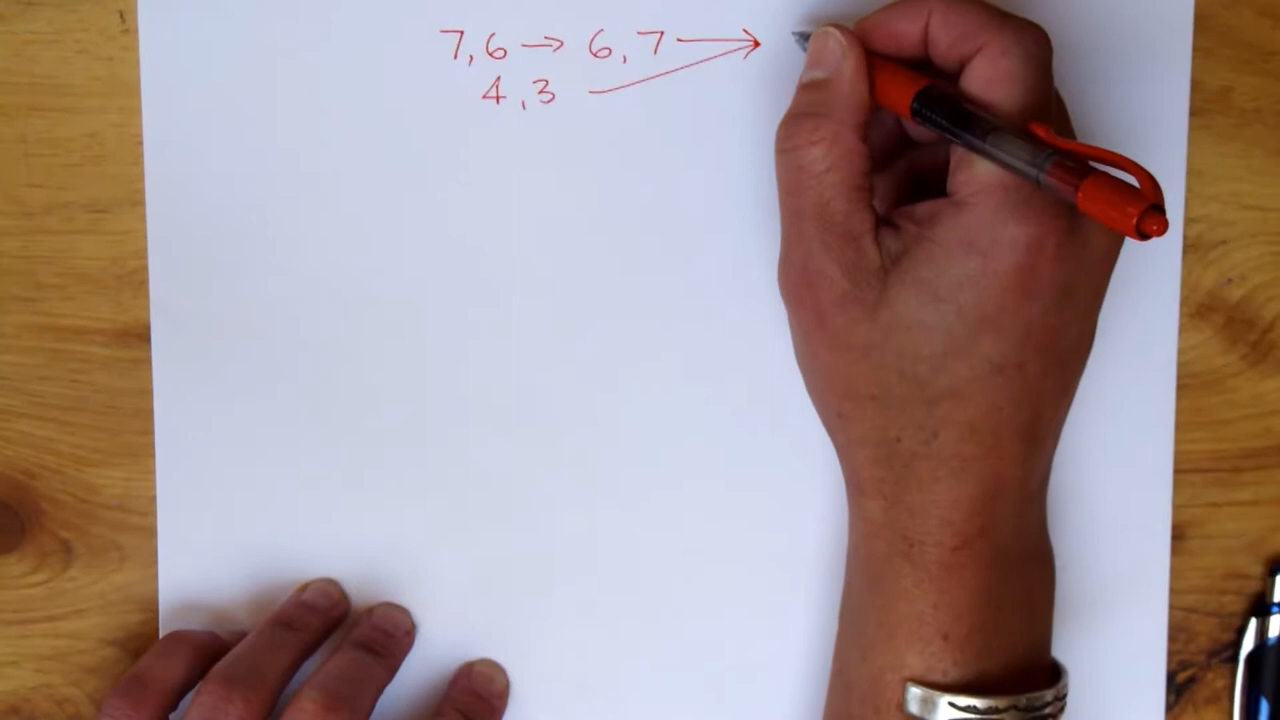 7,6 → 6,7 →
4,3